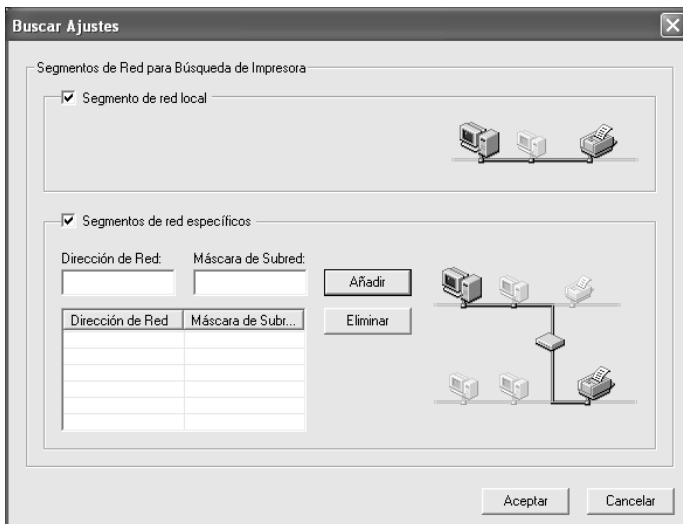 Buscar Ajustes
Segmentos de Red para Búsqueda de Impresora
Segmento de red local
Segmentos de red específicos
Dirección de Red: Máscara de Subred:
Añadir
Dirección de Red Máscara de Subr...
Eliminar
Aceptar Cancelar